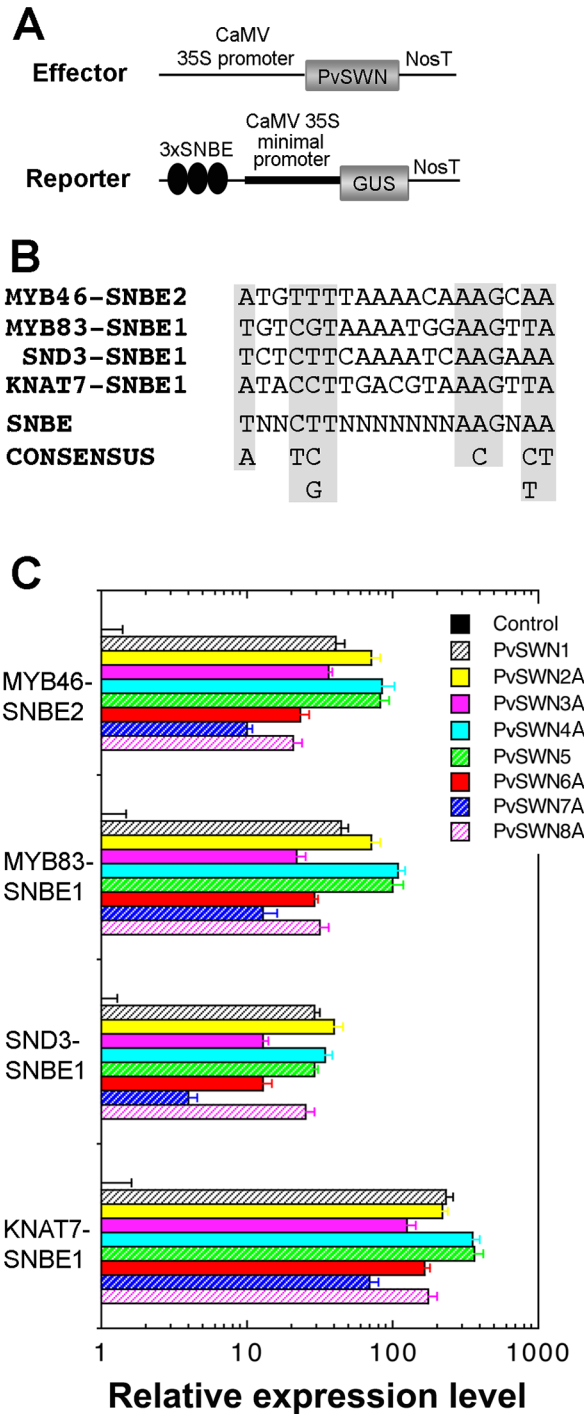 A
Effector
CaMV
35S promoter
PvSWN
NosT
Reporter
3xSNBE
CaMV 35S
minimal
promoter
GUS
NosT
B
MYB46-SNBE2 ATGTTTTAAAACAAAGCAA
MYB83-SNBE1 TGTCGTAAAATGGAAGTTA
SND3-SNBE1 TCTCTTCAAAATCAAGAAA
KNAT7-SNBE1 ATACCTTGACGTAAAGTTA
SNBE TNNCTTNNNNNNNAAGNAA
CONSENSUS A TC C CT
G T
C
Control
PvSWN1
PvSWN2A
PvSWN3A
PvSWN4A
PvSWN5
PvSWN6A
PvSWN7A
PvSWN8A
MYB46-
SNBE2
MYB83-
SNBE1
SND3-
SNBE1
KNAT7-
SNBE1
1 10 100 1000
Relative expression level